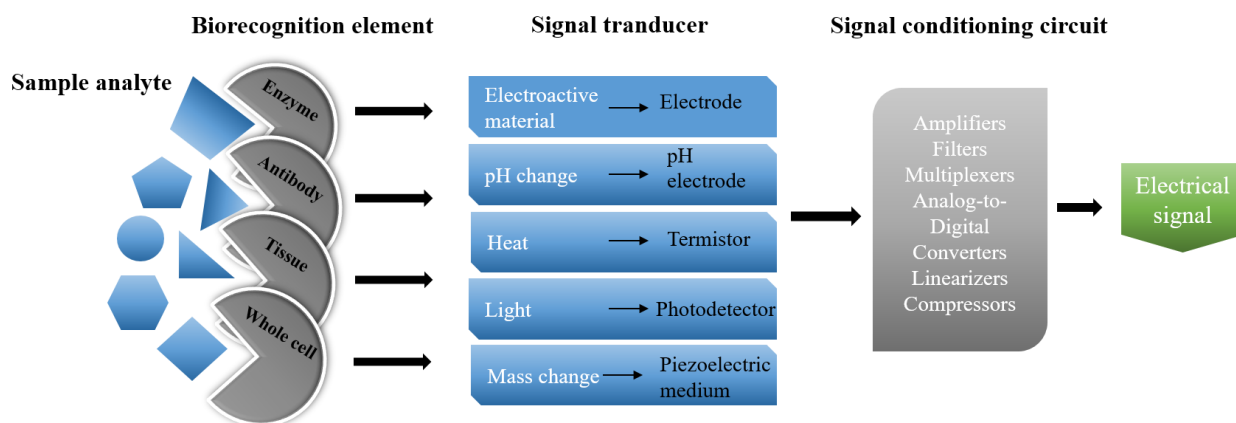 Biorecognition element
Signal tranducer
Signal conditioning circuit
Sample analyte
Enzyme
Antibody
Tissue
Whole cell
Electroactive
material
Electrode
pH change
pH
electrode
Heat
Termistor
Light
Photodetector
Mass change
Piezoelectric
medium
Amplifiers
Filters
Multiplexers
Analog-to-
Digital
Converters
Linearizers
Compressors
Electrical
signal